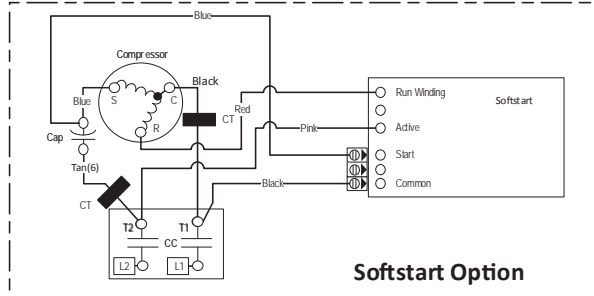 Blue
Compressor
Black
Blue
S
C
R
CT
Red
Cap
Pink
Tan(6)
CT
Black
T2
T1
CC
L2
L1
Run Winding
Softstart
Active
Start
Common
Softstart Option